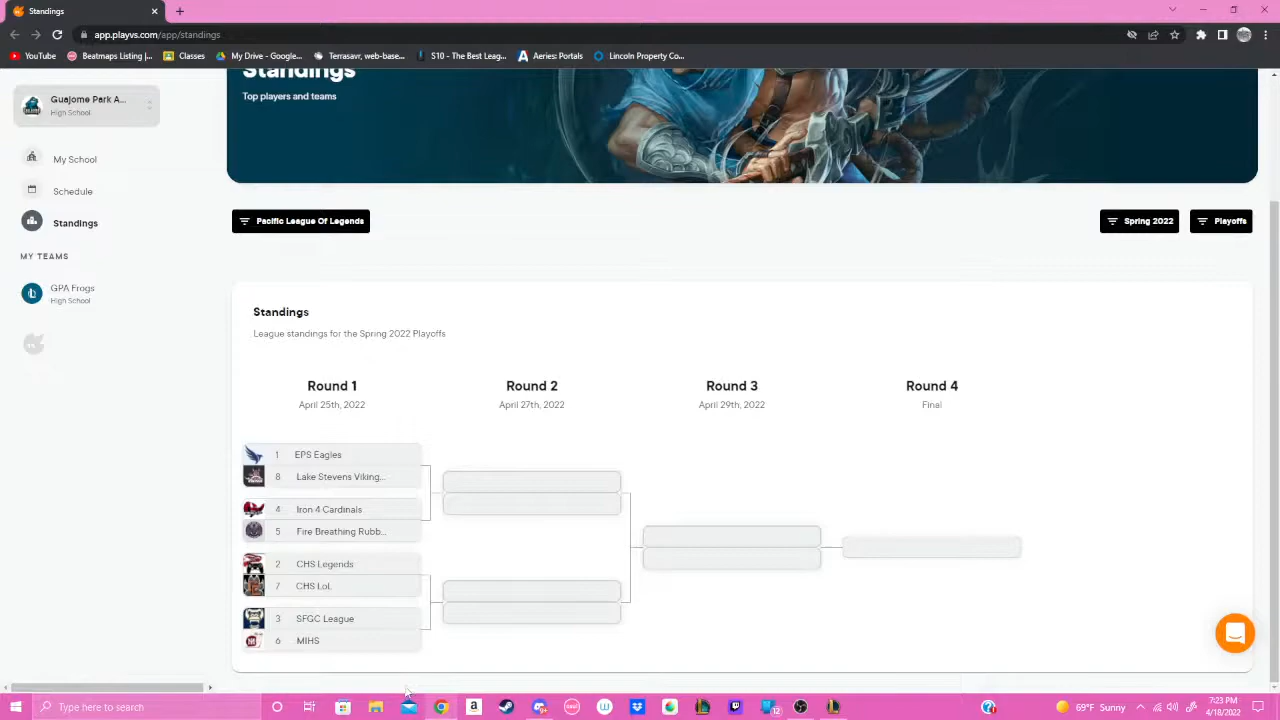 Standings
app.playvs.com/app/standings
YouTube
Beatmaps Listing |...
Classes
My Drive - Google...
Terrasavr, web-base...
S10 - The Best Leag...
Aeries: Portals
Lincoln Property Co...
Standings
Top players and teams
Guajome Park A...
High School
My School
Schedule
Standings
MY TEAMS
GPA Frogs
High School
Pacific League Of Legends
Spring 2022
Playoffs
Standings
League standings for the Spring 2022 Playoffs
Round 1
April 25th, 2022
Round 2
April 27th, 2022
Round 3
April 29th, 2022
Round 4
Final
1 EPS Eagles
8 Lake Stevens Viking...
4 Iron 4 Cardinals
5 Fire Breathing Rubb...
2 CHS Legends
7 CHS LoL
3 SFGC League
6 MIHS
Type here to search
12
69°F Sunny
7:23 PM
4/18/2022